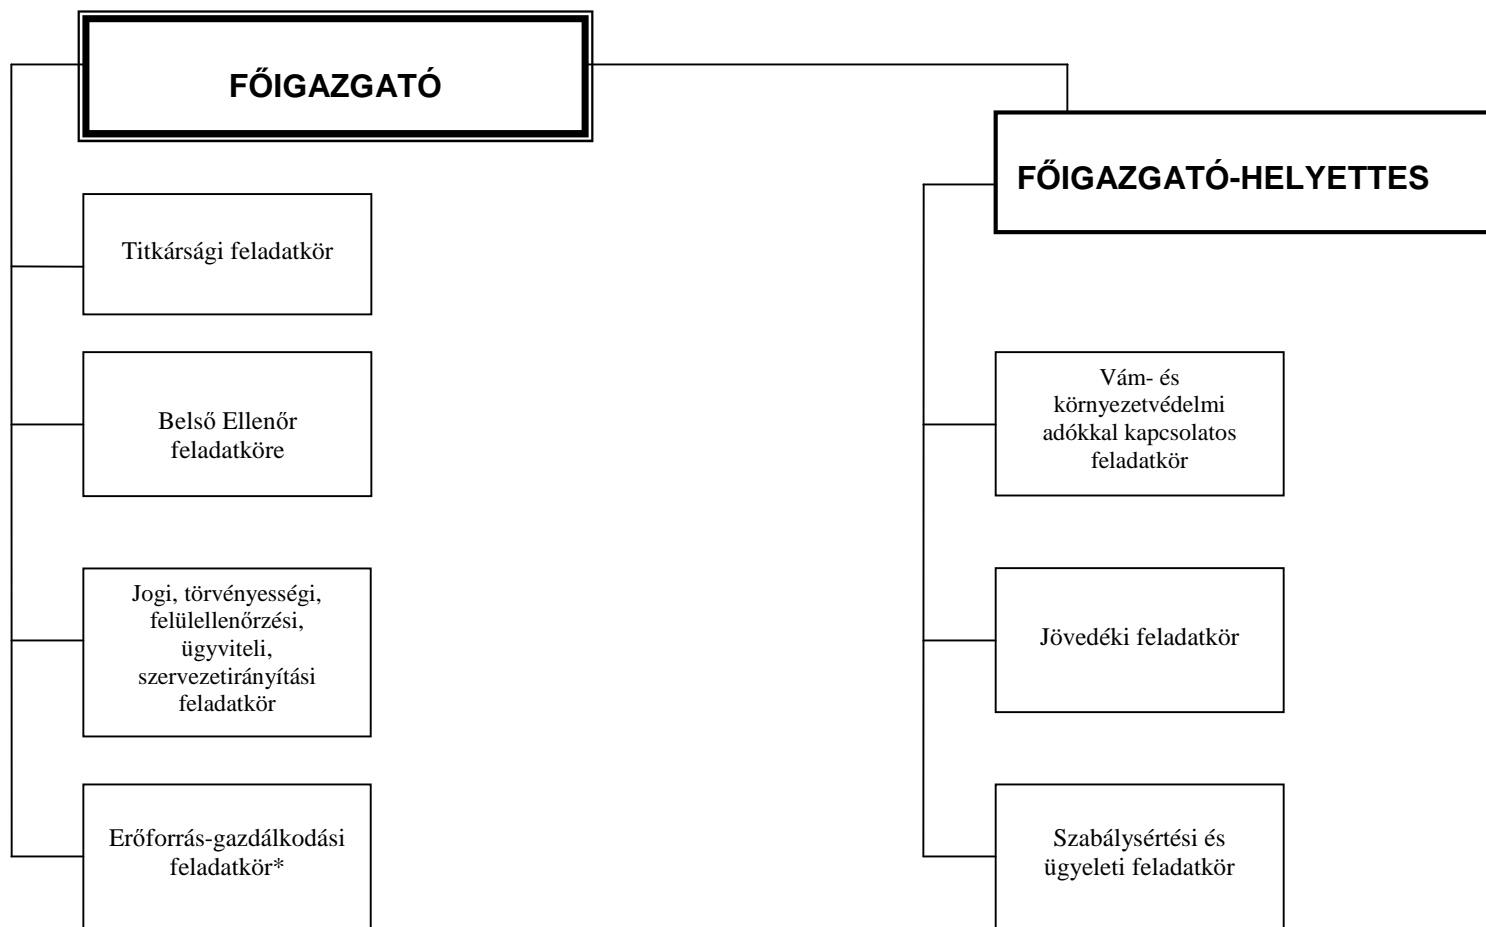 FŐIGAZGATÓ
FŐIGAZGATÓ-HELYETTES
Titkársági feladatkör
Belső Ellenőr
feladatköre
Jogi, törvényességi,
felülellenőrzési,
ügyviteli,
szervezetirányítási
feladatkör
Erőforrás-gazdálkodási
feladatkör*
Vám- és
környezetvédelmi
adókkal kapcsolatos
feladatkör
Jövedéki feladatkör
Szabálysértési és
ügyeleti feladatkör